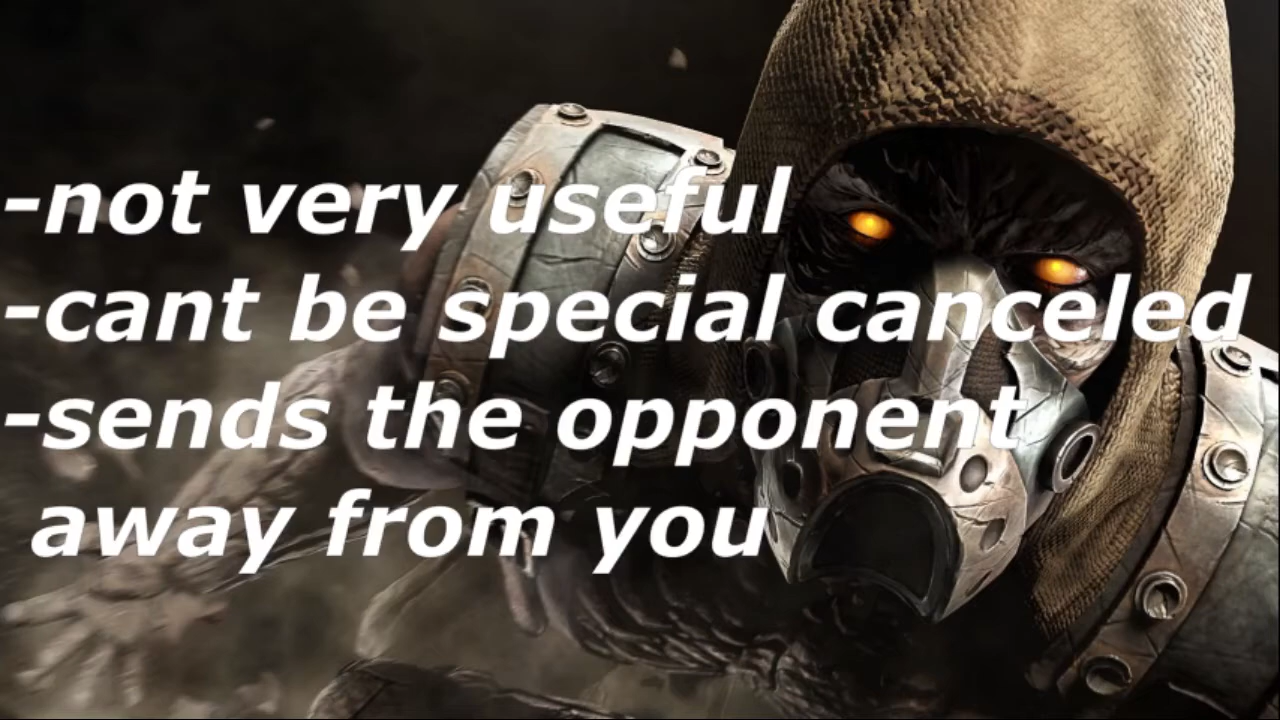 -not very useful
-cant be special canceled
-sends the opponent
away from you